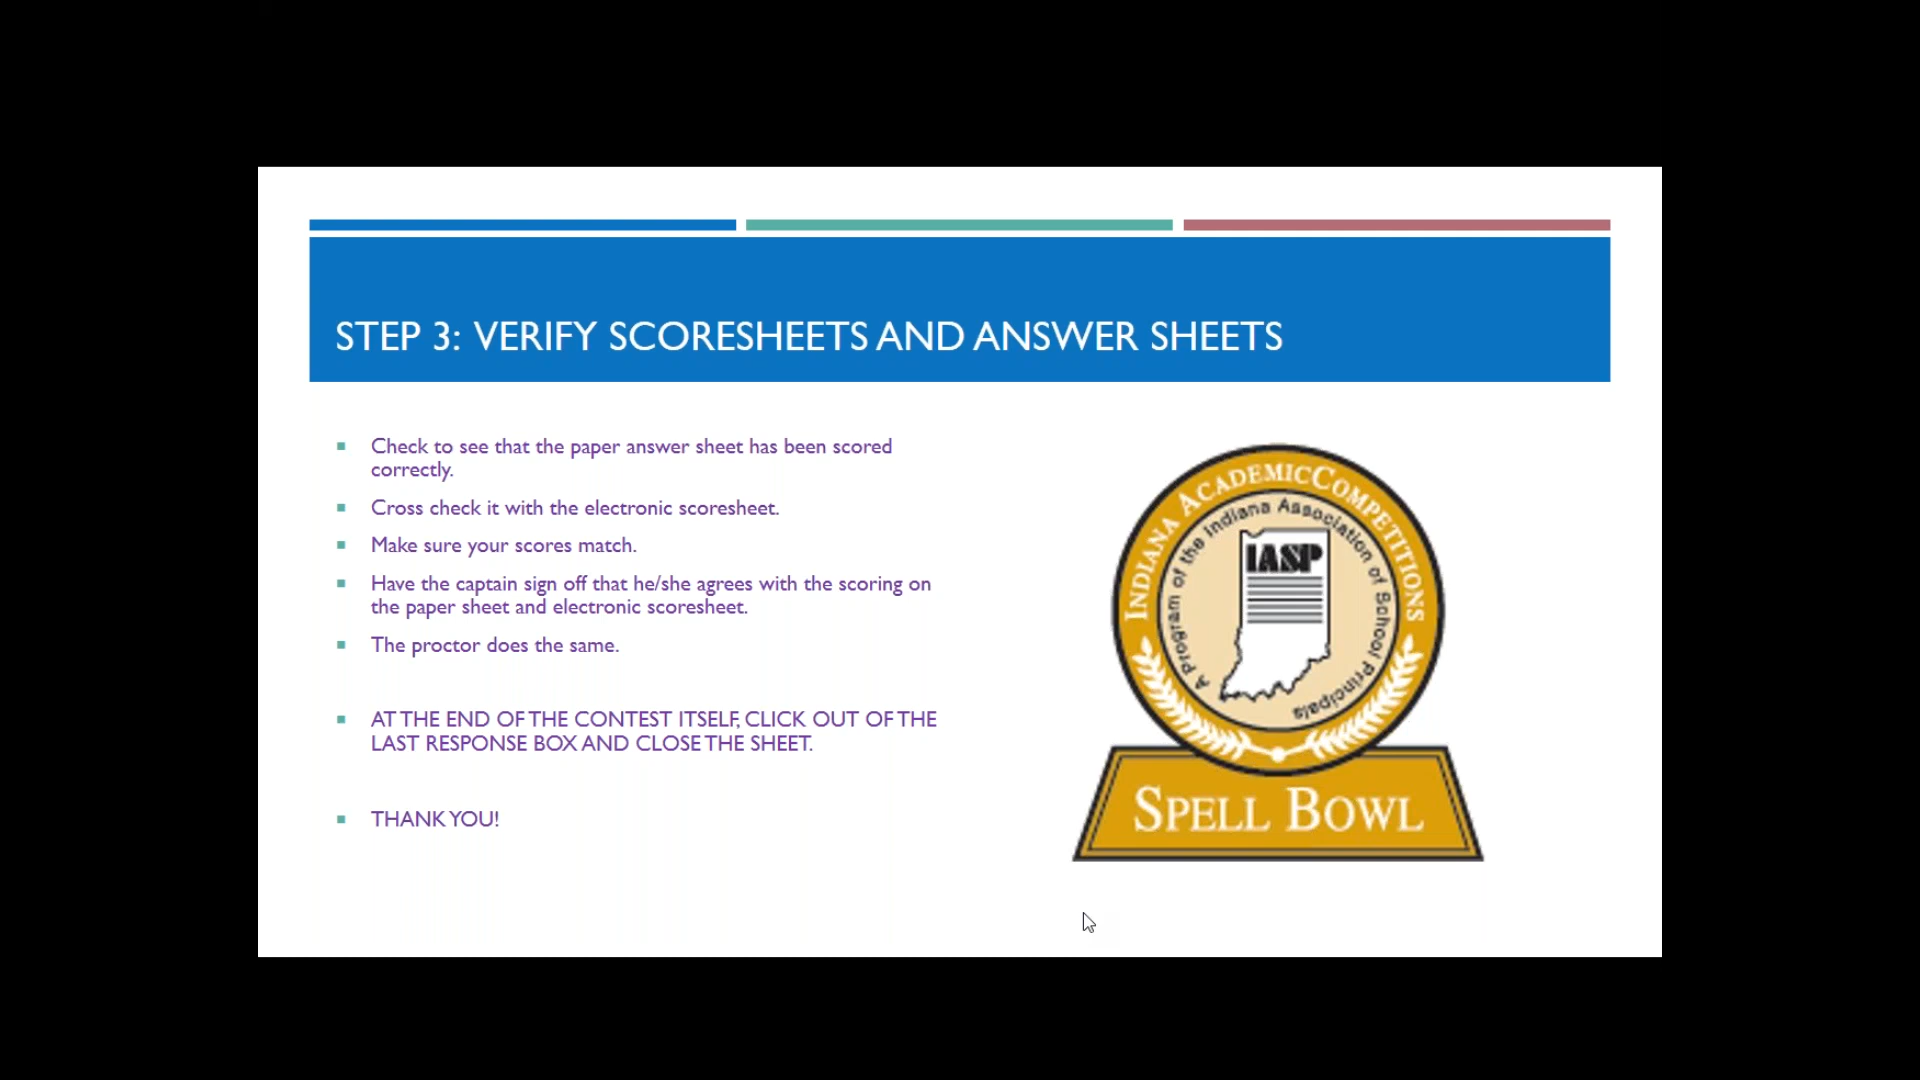 STEP 3: VERIFY SCORESHEETS AND ANSWER SHEETS
Check to see that the paper answer sheet has been scored
correctly.
Cross check it with the electronic scoresheet.
Make sure your scores match.
Have the captain sign off that he/she agrees with the scoring on
the paper sheet and electronic scoresheet.
The proctor does the same.
AT THE END OF THE CONTEST ITSELF, CLICK OUT OF THE
LAST RESPONSE BOX AND CLOSE THE SHEET.
THANK YOU!
INDIANA ACADEMIC COMPETITIONS
A Program of the Indiana Association of School Principals
IASP
SPELL BOWL